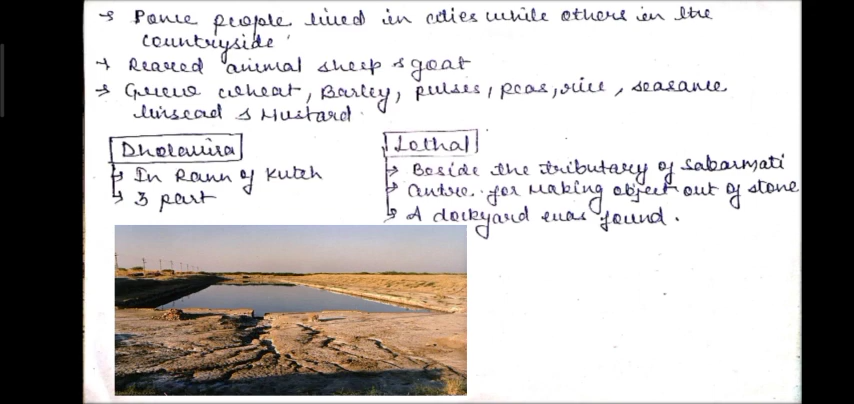 → Some people lived in cities while others in the
countryside.
→ Reared animal sheep & goat
→ Grew wheat, Barley, pulses, peas, rice, seasame
linseed & Mustard.
Dholavira
→ In Rann of Kutch
→ 3 part
Lothal
→ Beside the tributary of Sabarmati
→ Centre for making object out of stone
→ A dockyard was found.